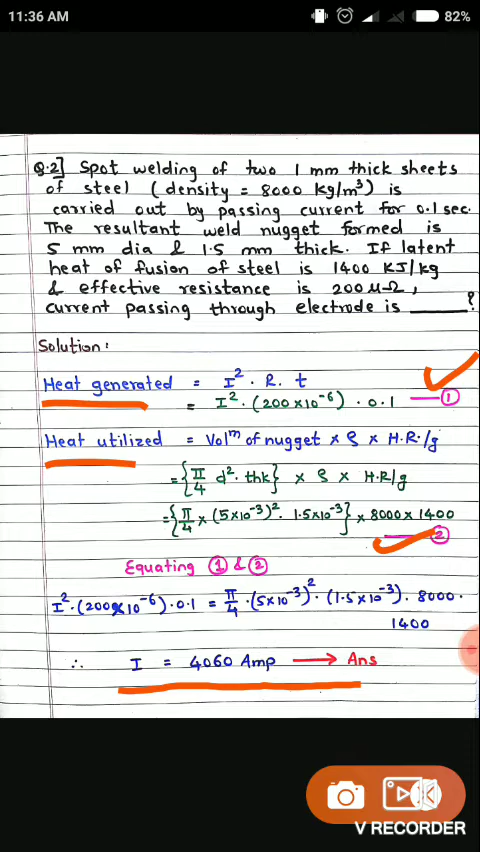 11:36 AM
82%
Q.2] Spot welding of two 1 mm thick sheets
of steel (density = 8000 kg/m³) is
carried out by passing current for 0.1 sec.
The resultant weld nugget formed is
5 mm dia & 1.5 mm thick. If latent
heat of fusion of steel is 1400 KJ/kg
& effective resistance is 200 μ-Ω,
current passing through electrode is ______?
Solution:
Heat generated = I². R. t
= I². (200×10⁻⁶) . 0.1 —①
Heat utilized = Volᵐ of nugget × ρ × H.R./g
= {π/4 d². thk} × ρ × H.R/g
= {π/4 × (5×10⁻³)². 1.5×10⁻³} × 8000 × 1400
—②
Equating ① & ②
I². (200×10⁻⁶) . 0.1 = π/4 . (5×10⁻³)² . (1.5×10⁻³) . 8000 .
1400
∴ I = 4060 Amp → Ans
V RECORDER